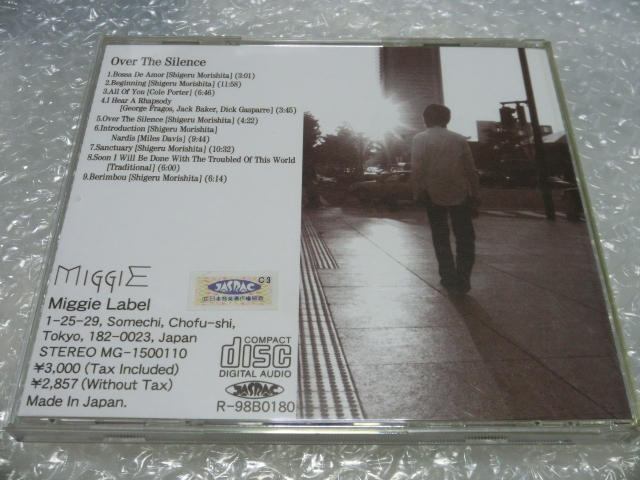 Over The Silence
1.Bossa De Amor [Shigeru Morishita] (3:01)
2.Beginning [Shigeru Morishita] (11:58)
3.All Of You [Cole Porter] (6:46)
4.I Hear A Rhapsody
[George Fragos, Jack Baker, Dick Gasparre] (3:45)
5.Over The Silence [Shigeru Morishita] (4:22)
6.Introduction [Shigeru Morishita]
Nardis [Miles Davis] (9:44)
7.Sanctuary [Shigeru Morishita] (10:32)
8.Soon I Will Be Done With The Troubled Of This World
[Traditional] (6:00)
9.Berimbou [Shigeru Morishita] (6:14)
MIGGIE
C3
JASRAC
Miggie Label
1-25-29, Somechi, Chofu-shi,
Tokyo, 182-0023, Japan
STEREO MG-1500110
¥3,000 (Tax Included)
¥2,857 (Without Tax)
Made In Japan.
COMPACT
disc
DIGITAL AUDIO
JASRAC
R-98B0180